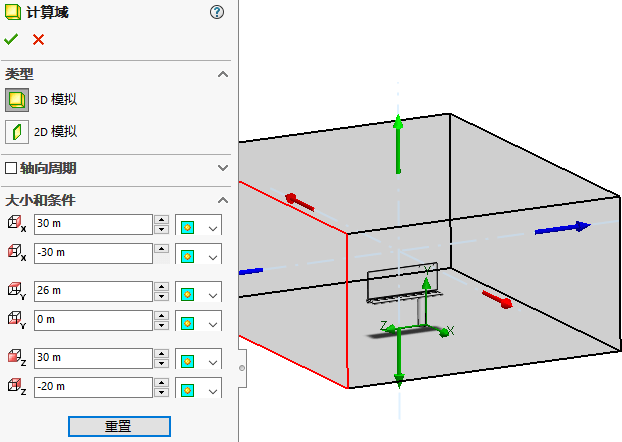 计算域
类型
3D 模拟
2D 模拟
轴向周期
大小和条件
X 30 m
X -30 m
Y 26 m
Y 0 m
Z 30 m
Z -20 m
重置
Y
Z
X